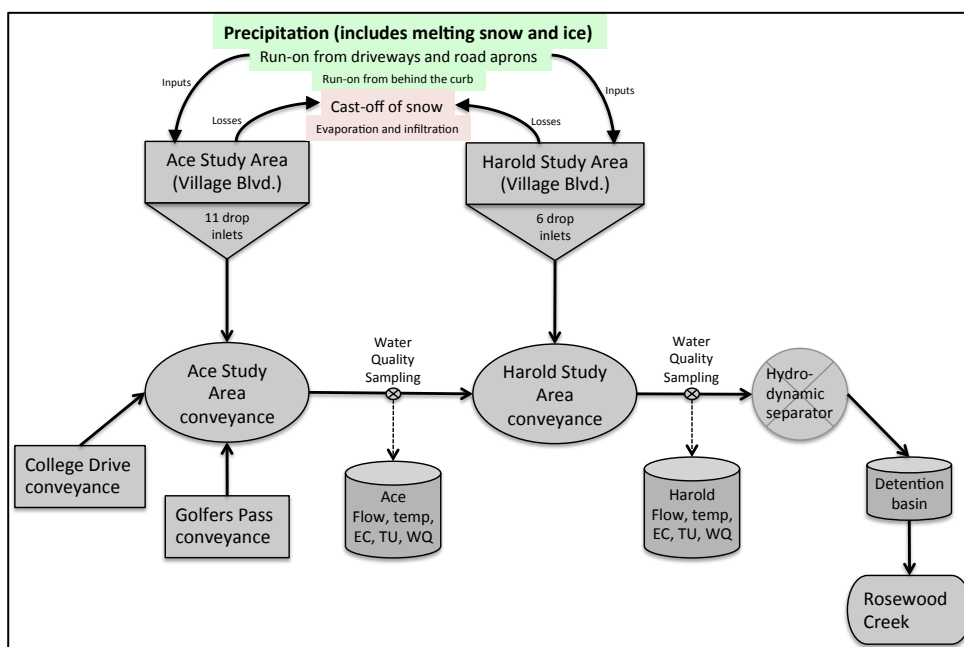 Precipitation (includes melting snow and ice)
Run-on from driveways and road aprons
Run-on from behind the curb
Inputs
Inputs
Cast-off of snow
Evaporation and infiltration
Losses
Losses
Ace Study Area
(Village Blvd.)
11 drop
inlets
Harold Study Area
(Village Blvd.)
6 drop
inlets
Ace Study
Area
conveyance
Water
Quality
Sampling
Harold Study
Area
conveyance
Water
Quality
Sampling
Hydro-
dynamic
separator
College Drive
conveyance
Golfers Pass
conveyance
Ace
Flow, temp,
EC, TU, WQ
Harold
Flow, temp,
EC, TU, WQ
Detention
basin
Rosewood
Creek